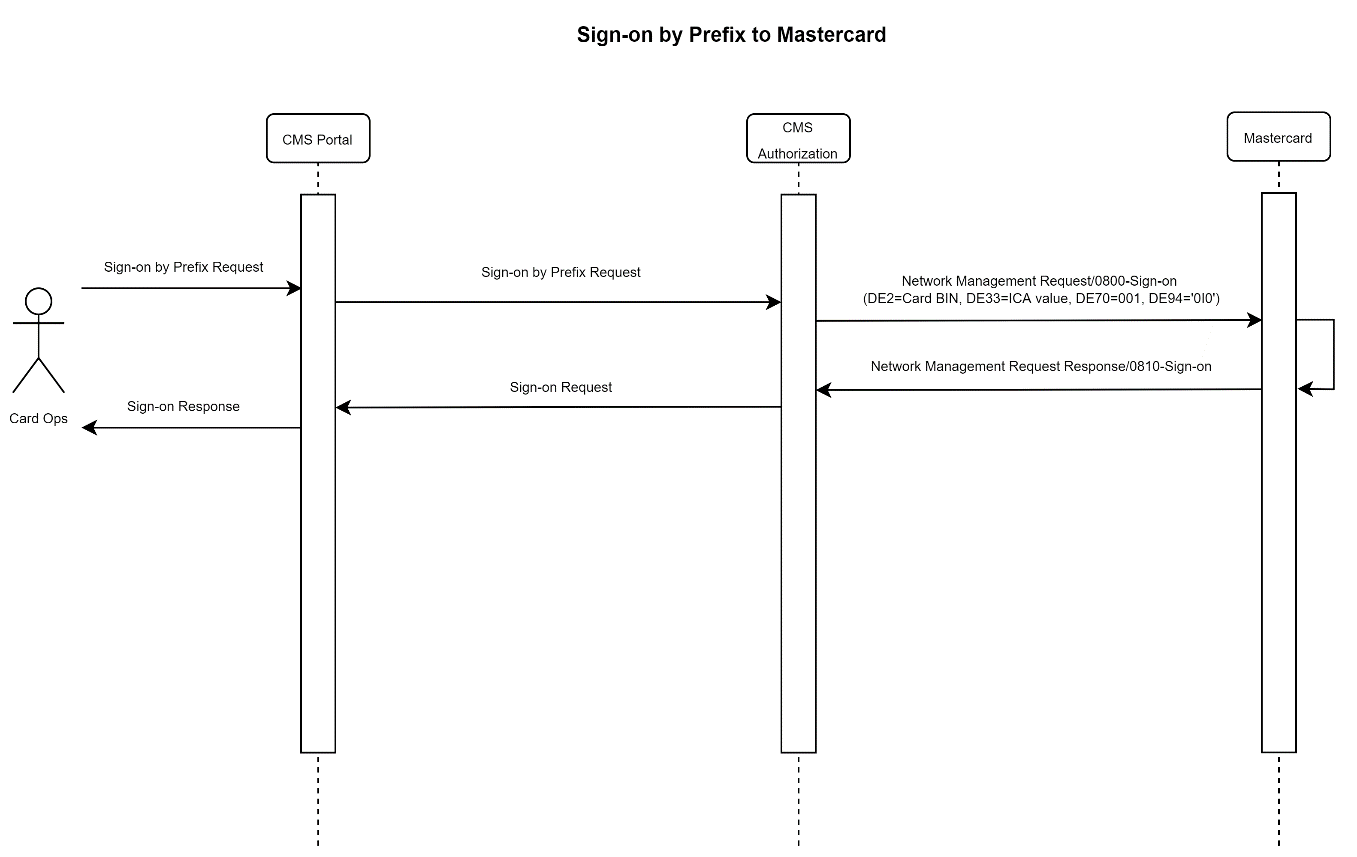 Sign-on by Prefix to Mastercard
CMS Portal
CMS
Authorization
Mastercard
Sign-on by Prefix Request
Sign-on by Prefix Request
Network Management Request/0800-Sign-on
(DE2=Card BIN, DE33=ICA value, DE70=001, DE94='0I0')
Network Management Request Response/0810-Sign-on
Sign-on Request
Sign-on Response
Card Ops